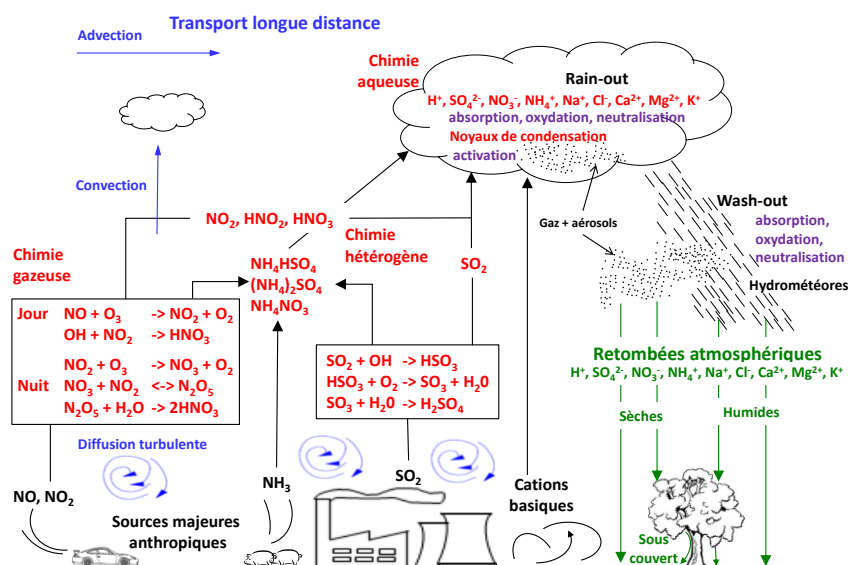 Transport longue distance
Advection
Convection
Chimie
aqueuse
Rain-out
H⁺, SO₄²⁻, NO₃⁻, NH₄⁺, Na⁺, Cl⁻, Ca²⁺, Mg²⁺, K⁺
absorption, oxydation, neutralisation
Noyaux de condensation
activation
Gaz + aérosols
Wash-out
absorption,
oxydation,
neutralisation
Hydrométéores
NO₂, HNO₂, HNO₃
Chimie
hétérogène
SO₂
Chimie
gazeuse
NH₄HSO₄
(NH₄)₂SO₄
NH₄NO₃
Jour NO + O₃ -> NO₂ + O₂
OH + NO₂ -> HNO₃
NO₂ + O₃ -> NO₃ + O₂
Nuit NO₃ + NO₂ <-> N₂O₅
N₂O₅ + H₂O -> 2HNO₃
SO₂ + OH -> HSO₃
HSO₃ + O₂ -> SO₃ + H₂0
SO₃ + H₂0 -> H₂SO₄
Retombées atmosphériques
H⁺, SO₄²⁻, NO₃⁻, NH₄⁺, Na⁺, Cl⁻, Ca²⁺, Mg²⁺, K⁺
Sèches
Humides
Diffusion turbulente
NO, NO₂
NH₃
SO₂
Cations
basiques
Sources majeures
anthropiques
Sous
couvert